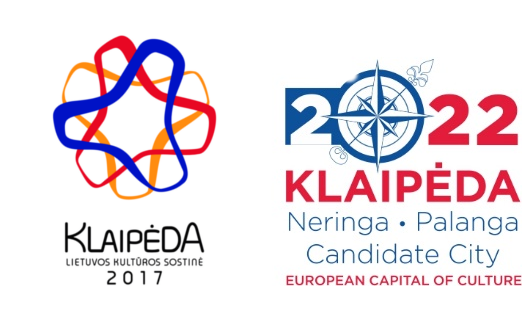 KLAIPĖDA
LIETUVOS KULTŪROS SOSTINĖ
2017
2022
KLAIPĖDA
Neringa • Palanga
Candidate City
EUROPEAN CAPITAL OF CULTURE